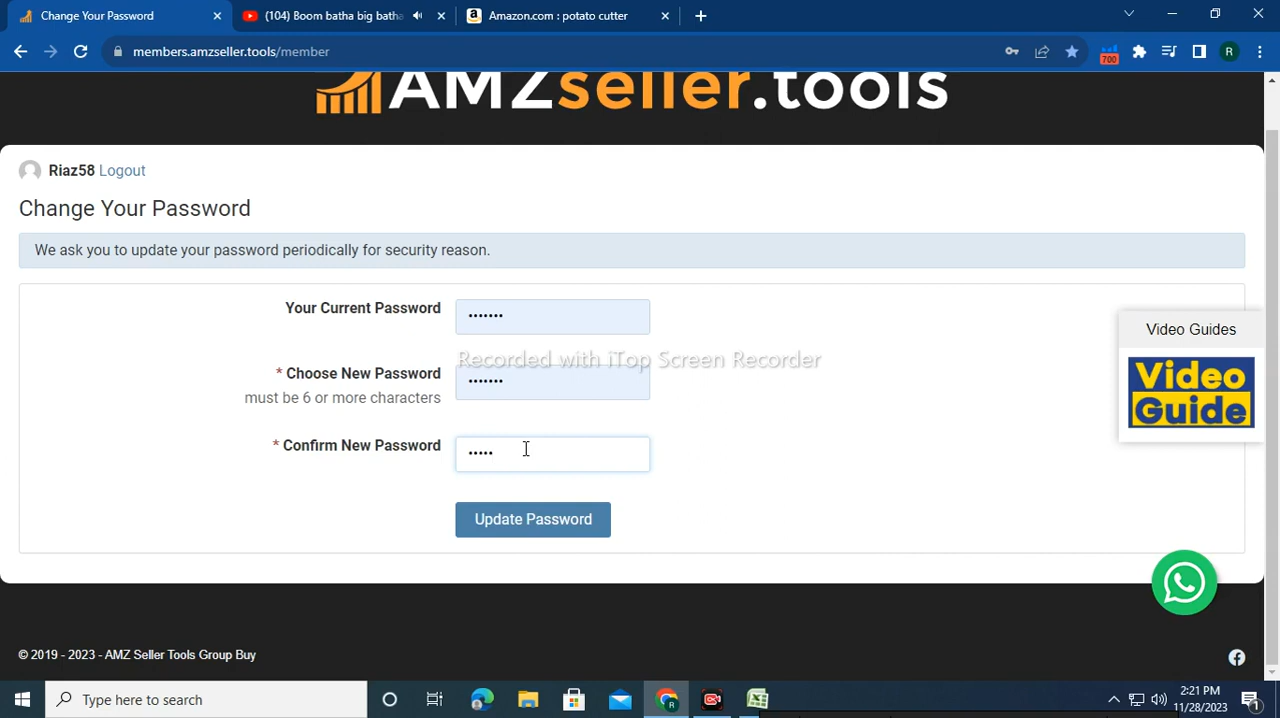 Change Your Password
(104) Boom batha big batha
Amazon.com : potato cutter
members.amzseller.tools/member
700
R
AMZseller.tools
Riaz58 Logout
Change Your Password
We ask you to update your password periodically for security reason.
Your Current Password
•••••••
Recorded with iTop Screen Recorder
* Choose New Password
•••••••
must be 6 or more characters
* Confirm New Password
•••••
Update Password
Video Guides
Video
Guide
© 2019 - 2023 - AMZ Seller Tools Group Buy
Type here to search
2:21 PM
11/28/2023
1